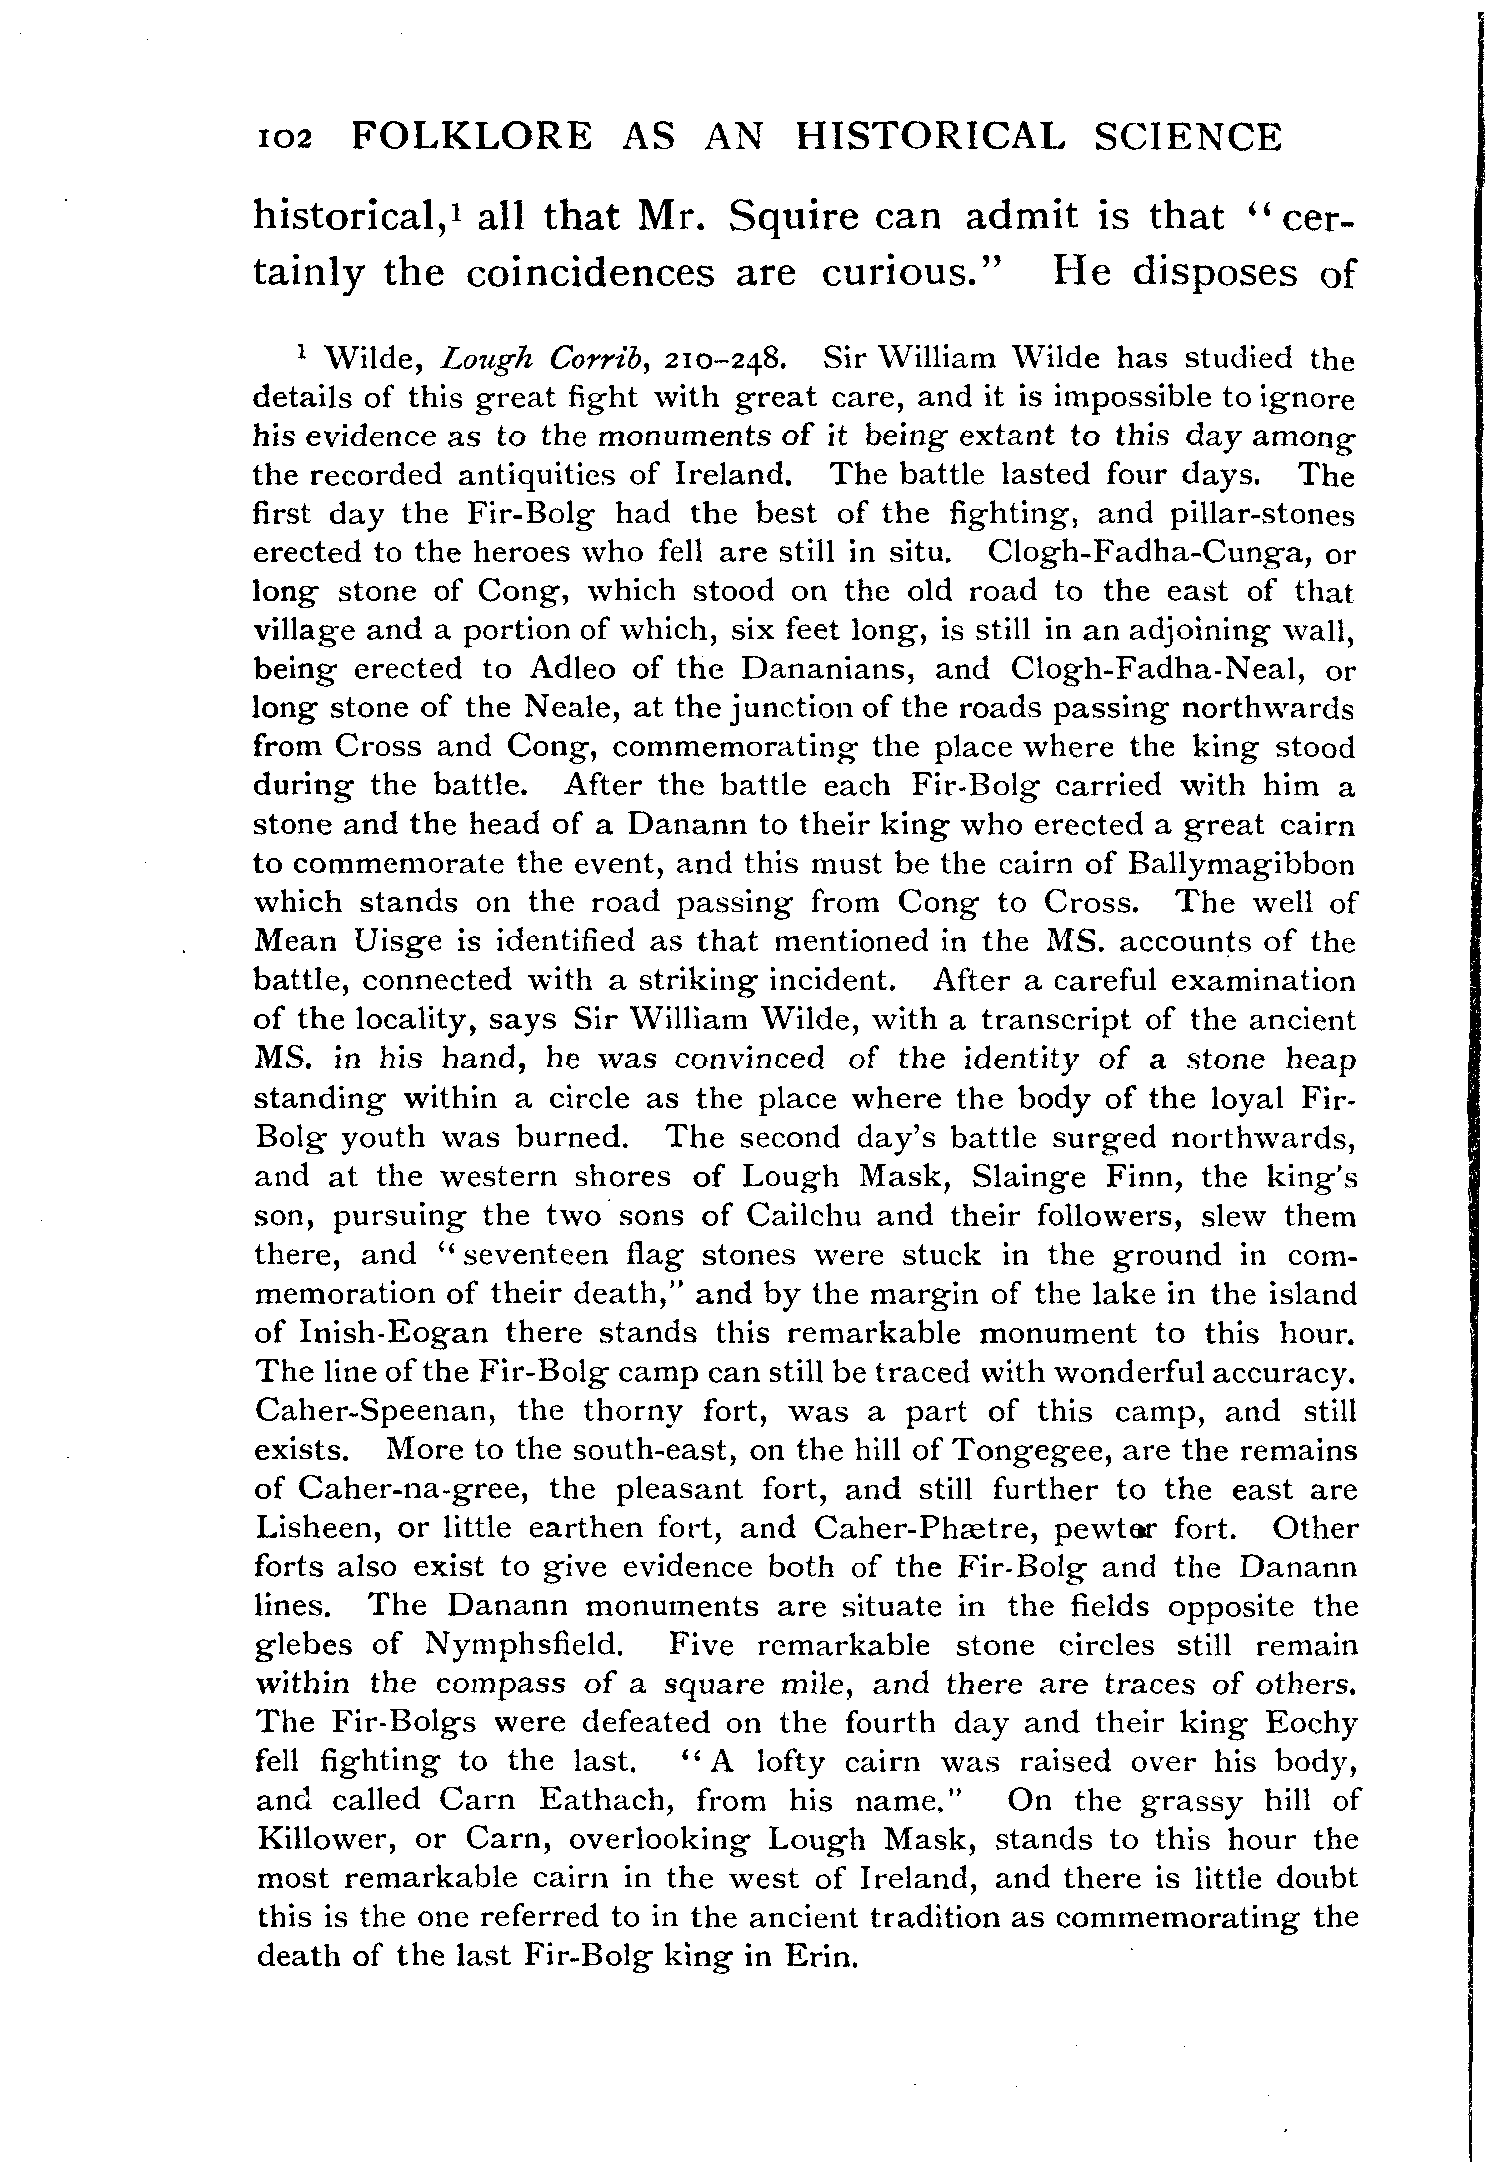 102 FOLKLORE AS AN HISTORICAL SCIENCE
historical,¹ all that Mr. Squire can admit is that “cer-
tainly the coincidences are curious.” He disposes of
¹ Wilde, Lough Corrib, 210–248. Sir William Wilde has studied the
details of this great fight with great care, and it is impossible to ignore
his evidence as to the monuments of it being extant to this day among
the recorded antiquities of Ireland. The battle lasted four days. The
first day the Fir-Bolg had the best of the fighting, and pillar-stones
erected to the heroes who fell are still in situ. Clogh-Fadha-Cunga, or
long stone of Cong, which stood on the old road to the east of that
village and a portion of which, six feet long, is still in an adjoining wall,
being erected to Adleo of the Dananians, and Clogh-Fadha-Neal, or
long stone of the Neale, at the junction of the roads passing northwards
from Cross and Cong, commemorating the place where the king stood
during the battle. After the battle each Fir-Bolg carried with him a
stone and the head of a Danann to their king who erected a great cairn
to commemorate the event, and this must be the cairn of Ballymagibbon
which stands on the road passing from Cong to Cross. The well of
Mean Uisge is identified as that mentioned in the MS. accounts of the
battle, connected with a striking incident. After a careful examination
of the locality, says Sir William Wilde, with a transcript of the ancient
MS. in his hand, he was convinced of the identity of a stone heap
standing within a circle as the place where the body of the loyal Fir-
Bolg youth was burned. The second day's battle surged northwards,
and at the western shores of Lough Mask, Slainge Finn, the king's
son, pursuing the two sons of Cailchu and their followers, slew them
there, and “seventeen flag stones were stuck in the ground in com-
memoration of their death,” and by the margin of the lake in the island
of Inish-Eogan there stands this remarkable monument to this hour.
The line of the Fir-Bolg camp can still be traced with wonderful accuracy.
Caher-Speenan, the thorny fort, was a part of this camp, and still
exists. More to the south-east, on the hill of Tongegee, are the remains
of Caher-na-gree, the pleasant fort, and still further to the east are
Lisheen, or little earthen fort, and Caher-Phætre, pewter fort. Other
forts also exist to give evidence both of the Fir-Bolg and the Danann
lines. The Danann monuments are situate in the fields opposite the
glebes of Nymphsfield. Five remarkable stone circles still remain
within the compass of a square mile, and there are traces of others.
The Fir-Bolgs were defeated on the fourth day and their king Eochy
fell fighting to the last. “A lofty cairn was raised over his body,
and called Carn Eathach, from his name.” On the grassy hill of
Killower, or Carn, overlooking Lough Mask, stands to this hour the
most remarkable cairn in the west of Ireland, and there is little doubt
this is the one referred to in the ancient tradition as commemorating the
death of the last Fir-Bolg king in Erin.